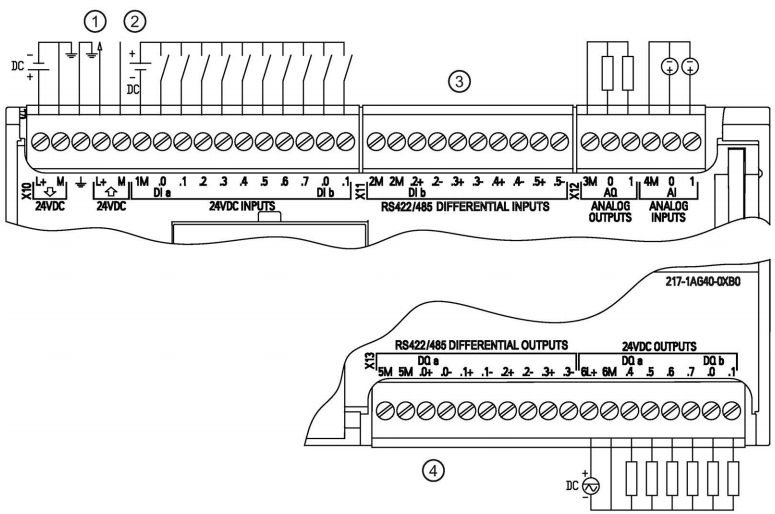 ① ②
- + DC
+ DC -
③
- + - +
X10 L+ M L+ M 1M .0 .1 .2 .3 .4 .5 .6 .7 .0 .1
DI a DI b
24VDC 24VDC 24VDC INPUTS
X11 2M 2M .2+ .2- .3+ .3- .4+ .4- .5+ .5-
DI b
RS422/485 DIFFERENTIAL INPUTS
X12 3M 0 1 4M 0 1
AQ AI
ANALOG OUTPUTS
ANALOG INPUTS
217-1AG40-0XB0
RS422/485 DIFFERENTIAL OUTPUTS 24VDC OUTPUTS
X13 DQ a DQ a DQ b
5M 5M .0+ .0- .1+ .1- .2+ .2- .3+ .3- 6L+ 6M .4 .5 .6 .7 .0 .1
④
+ DC -